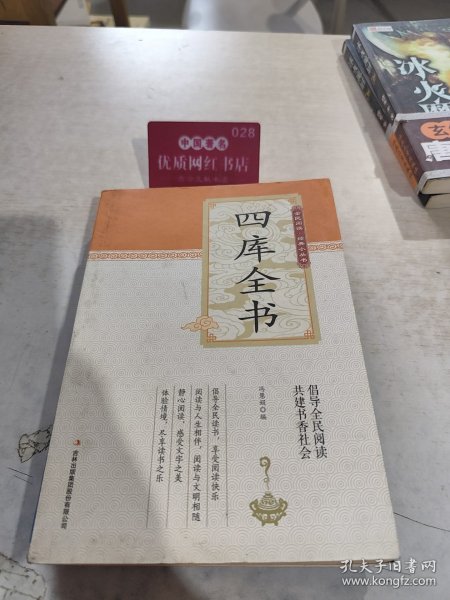 028
中国著名
优质网红书店
冰火魔
玄
唐
四库全书
全民阅读·经典小丛书
冯慧娟 编
倡导全民阅读
共建书香社会
倡导全民读书，享受阅读快乐
阅读与人生相伴，阅读与文明相随
静心阅读，感受文字之美
体验情境，尽享读书之乐
吉林出版集团股份有限公司
孔夫子旧书网
www.kongfz.com